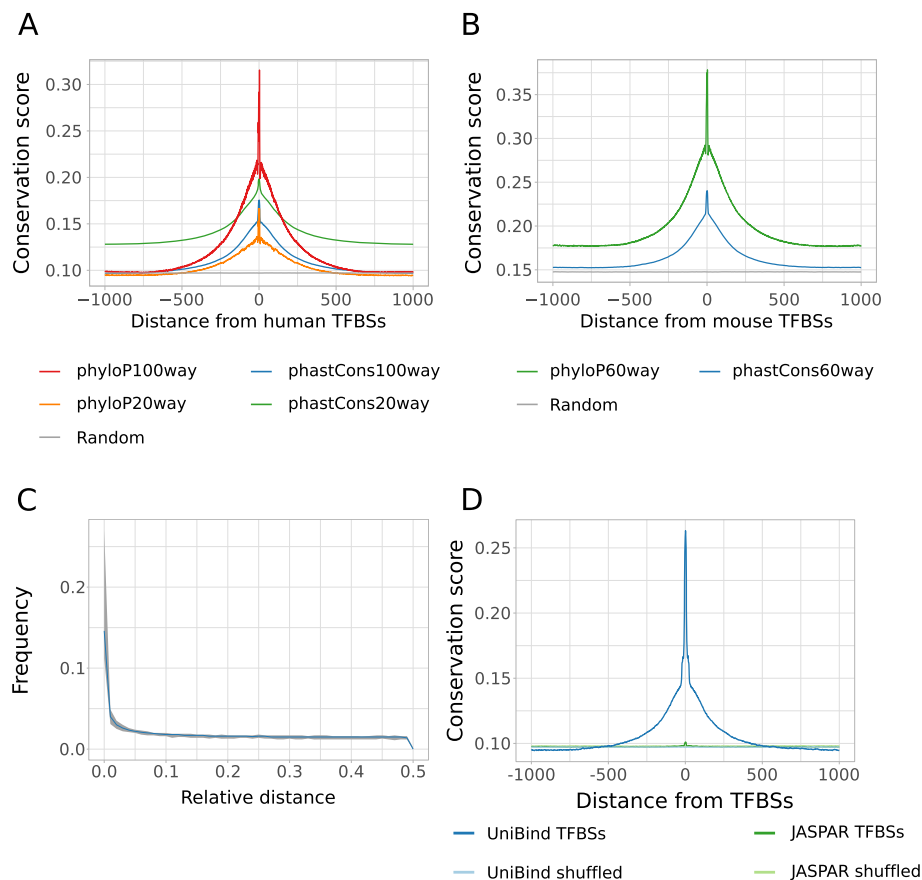 A
Conservation score
0.30
0.25
0.20
0.15
0.10
−1000 −500 0 500 1000
Distance from human TFBSs
phyloP100way phastCons100way
phyloP20way phastCons20way
Random
B
Conservation score
0.35
0.30
0.25
0.20
0.15
−1000 −500 0 500 1000
Distance from mouse TFBSs
phyloP60way phastCons60way
Random
C
Frequency
0.2
0.1
0.0
0.0 0.1 0.2 0.3 0.4 0.5
Relative distance
D
Conservation score
0.25
0.20
0.15
0.10
-1000 -500 0 500 1000
Distance from TFBSs
UniBind TFBSs JASPAR TFBSs
UniBind shuffled JASPAR shuffled